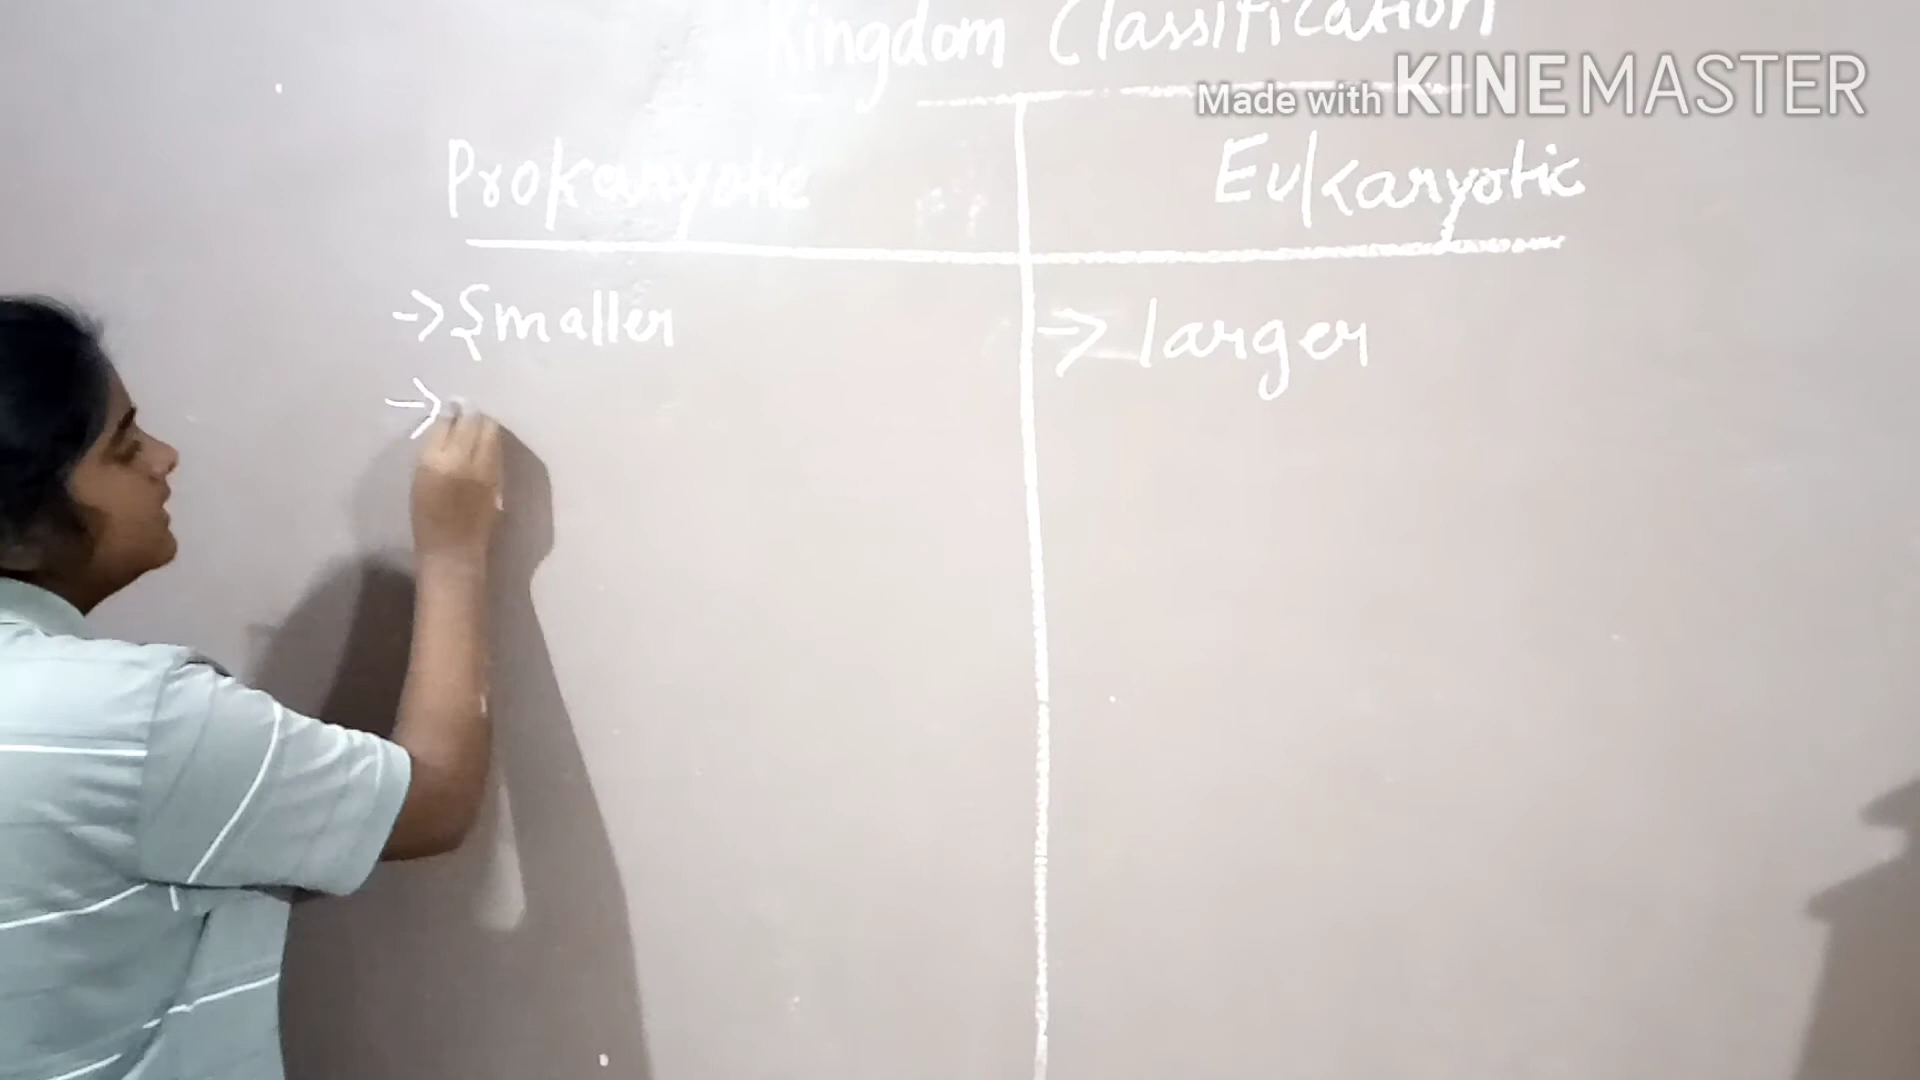 Kingdom Classification
Made with KINEMASTER
Prokaryotic Eukaryotic
-> Smaller -> larger
->